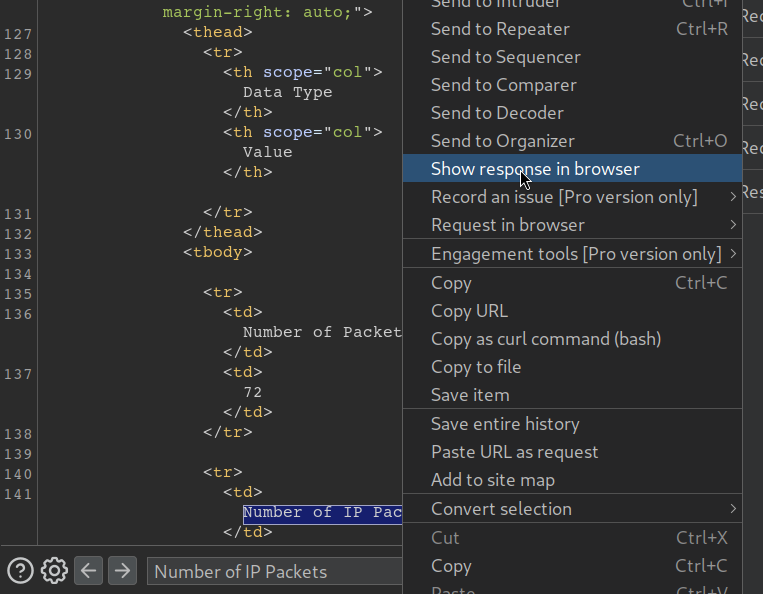 margin-right: auto;">
127 <thead>
128 <tr>
129 <th scope="col">
Data Type
</th>
130 <th scope="col">
Value
</th>
131 </tr>
132 </thead>
133 <tbody>
134
135 <tr>
136 <td>
Number of Packet
</td>
137 <td>
72
</td>
138 </tr>
139
140 <tr>
141 <td>
Number of IP Pac
</td>
Number of IP Packets
Send to Intruder Ctrl+I
Send to Repeater Ctrl+R
Send to Sequencer
Send to Comparer
Send to Decoder
Send to Organizer Ctrl+O
Show response in browser
Record an issue [Pro version only]
Request in browser
Engagement tools [Pro version only]
Copy Ctrl+C
Copy URL
Copy as curl command (bash)
Copy to file
Save item
Save entire history
Paste URL as request
Add to site map
Convert selection
Cut Ctrl+X
Copy Ctrl+C
Paste Ctrl+V
Rec
Rec
Rec
Res